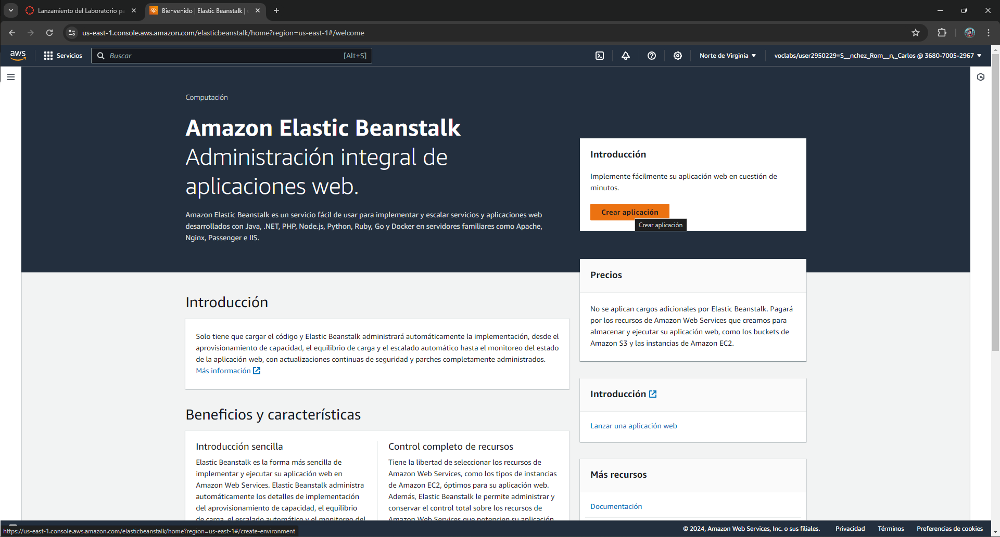 Lanzamiento del Laboratorio pa
Bienvenido | Elastic Beanstalk |
us-east-1.console.aws.amazon.com/elasticbeanstalk/home?region=us-east-1#/welcome
aws
Servicios
Buscar
[Alt+S]
Norte de Virginia
voclabs/user2950229=S__nchez_Rom__n,_Carlos @ 3680-7005-2967
Computación
Amazon Elastic Beanstalk
Administración integral de
aplicaciones web.
Amazon Elastic Beanstalk es un servicio fácil de usar para implementar y escalar servicios y aplicaciones web
desarrollados con Java, .NET, PHP, Node.js, Python, Ruby, Go y Docker en servidores familiares como Apache,
Nginx, Passenger e IIS.
Introducción
Implemente fácilmente su aplicación web en cuestión de
minutos.
Crear aplicación
Crear aplicación
Precios
No se aplican cargos adicionales por Elastic Beanstalk. Pagará
por los recursos de Amazon Web Services que creamos para
almacenar y ejecutar su aplicación web, como los buckets de
Amazon S3 y las instancias de Amazon EC2.
Introducción
Solo tiene que cargar el código y Elastic Beanstalk administrará automáticamente la implementación, desde el
aprovisionamiento de capacidad, el equilibrio de carga y el escalado automático hasta el monitoreo del estado
de la aplicación web, con actualizaciones continuas de seguridad y parches completamente administrados.
Más información
Introducción
Lanzar una aplicación web
Beneficios y características
Introducción sencilla
Elastic Beanstalk es la forma más sencilla de
implementar y ejecutar su aplicación web en
Amazon Web Services. Elastic Beanstalk administra
automáticamente los detalles de implementación
del aprovisionamiento de capacidad, el equilibrio
de carga, el escalado automático y el monitoreo del
Control completo de recursos
Tiene la libertad de seleccionar los recursos de
Amazon Web Services, como los tipos de instancias
de Amazon EC2, óptimos para su aplicación web.
Además, Elastic Beanstalk le permite administrar y
conservar el control total sobre los recursos de
Amazon Web Services que potencien su aplicación
Más recursos
Documentación
https://us-east-1.console.aws.amazon.com/elasticbeanstalk/home?region=us-east-1#/create-environment
© 2024, Amazon Web Services, Inc. o sus filiales.
Privacidad
Términos
Preferencias de cookies